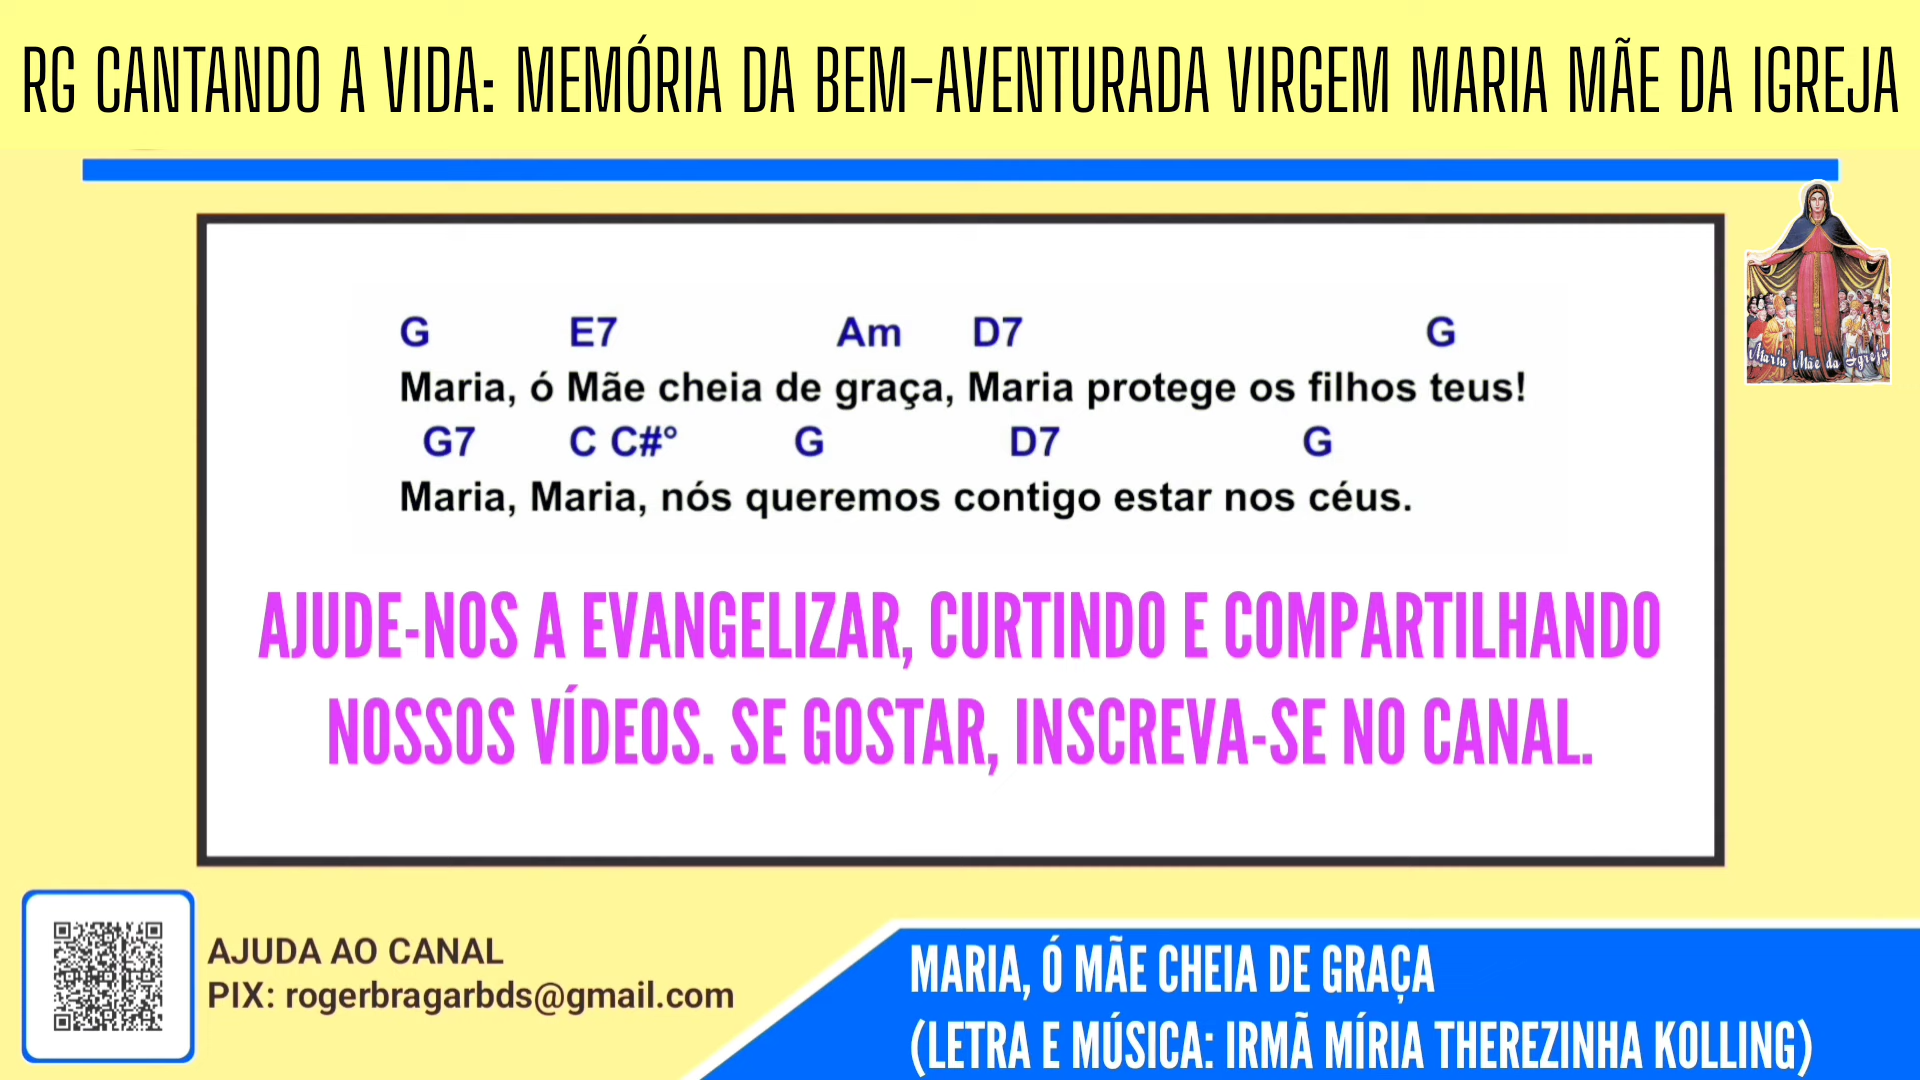 RG CANTANDO A VIDA: MEMÓRIA DA BEM-AVENTURADA VIRGEM MARIA MÃE DA IGREJA
Maria Mãe da Igreja
G E7 Am D7 G
Maria, ó Mãe cheia de graça, Maria protege os filhos teus!
G7 C C#° G D7 G
Maria, Maria, nós queremos contigo estar nos céus.
AJUDE-NOS A EVANGELIZAR, CURTINDO E COMPARTILHANDO
NOSSOS VÍDEOS. SE GOSTAR, INSCREVA-SE NO CANAL.
AJUDA AO CANAL
PIX: rogerbragarbds@gmail.com
MARIA, Ó MÃE CHEIA DE GRAÇA
(LETRA E MÚSICA: IRMÃ MÍRIA THEREZINHA KOLLING)